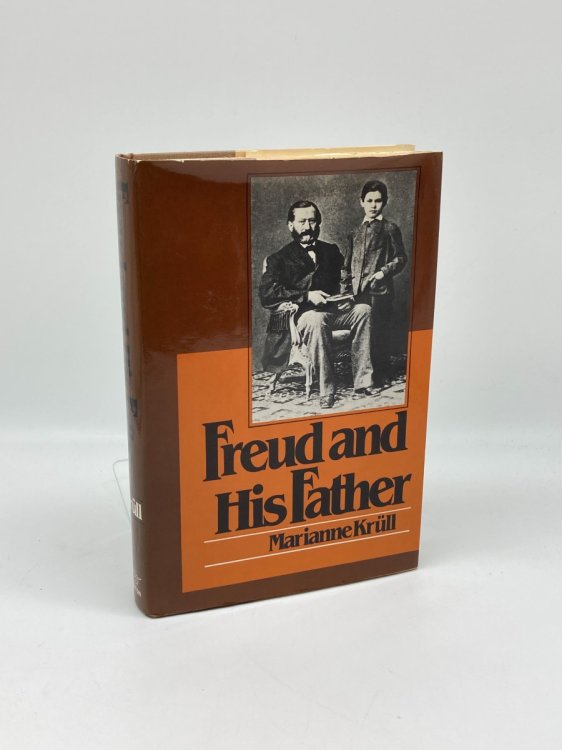 Freud and
His Father
Marianne Krüll